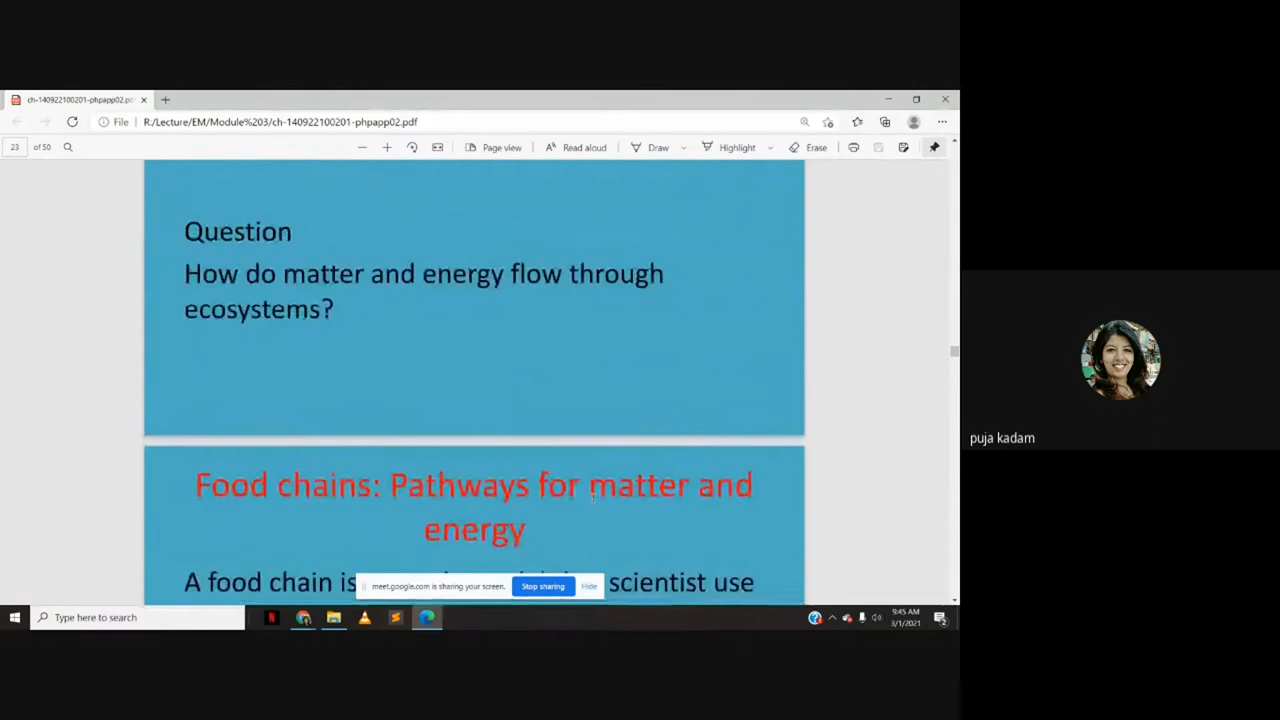 ch-140922100201-phpapp02.pdf
File R:/Lecture/EM/Module%203/ch-140922100201-phpapp02.pdf
23 of 50 Page view Read aloud Draw Highlight Erase
Question
How do matter and energy flow through
ecosystems?
Food chains: Pathways for matter and
energy
A food chain is scientist use
meet.google.com is sharing your screen. Stop sharing Hide
puja kadam
Type here to search
9:45 AM
3/1/2021